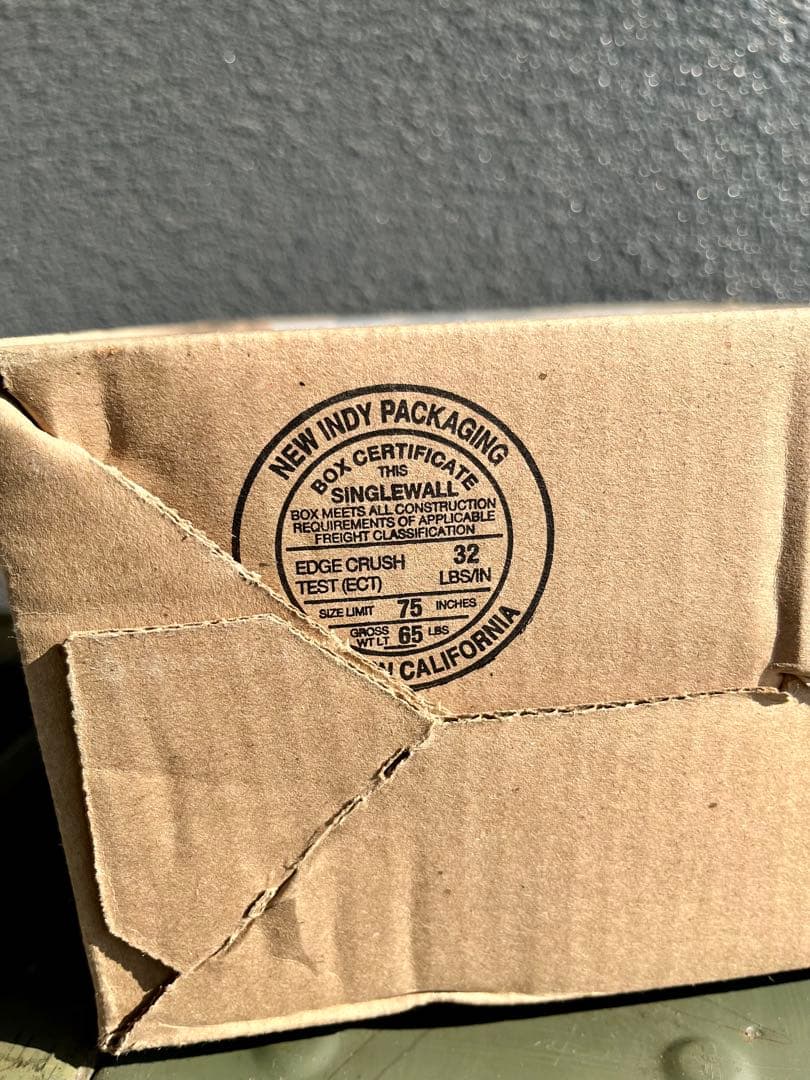 NEW INDY PACKAGING
BOX CERTIFICATE
THIS
SINGLEWALL
BOX MEETS ALL CONSTRUCTION
REQUIREMENTS OF APPLICABLE
FREIGHT CLASSIFICATION
EDGE CRUSH 32
TEST (ECT) LBS/IN
SIZE LIMIT 75 INCHES
GROSS
WT LT 65 LBS
CALIFORNIA